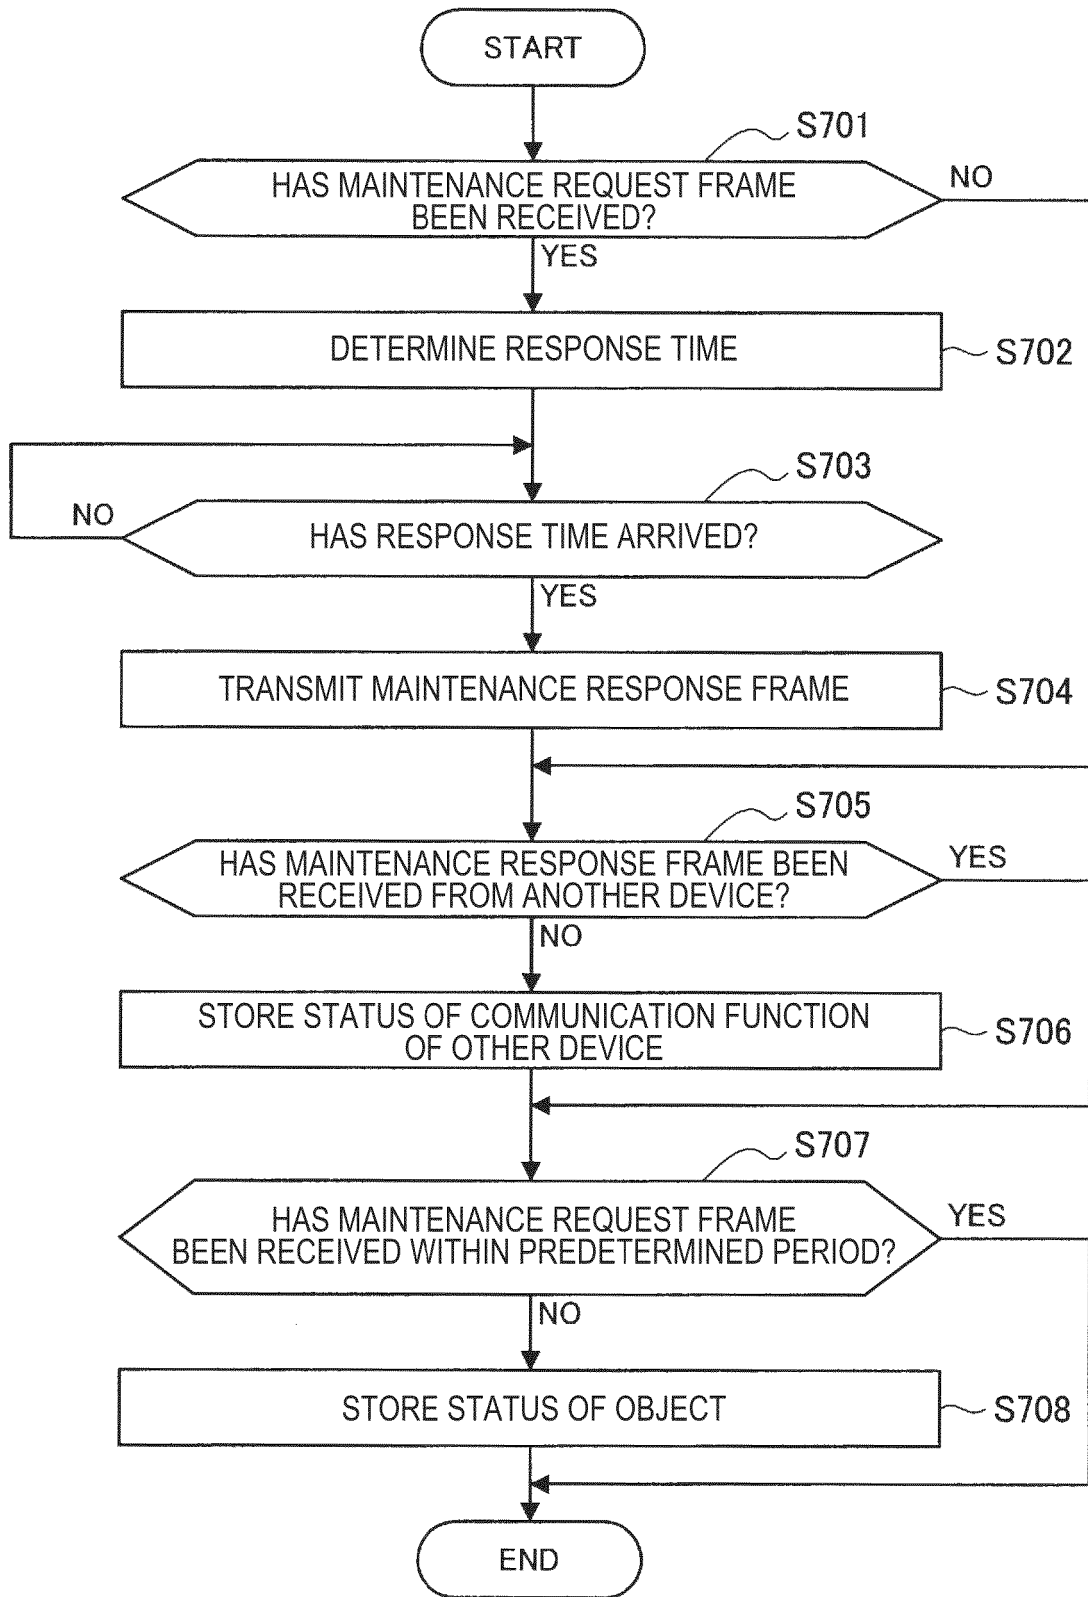 START
S701
HAS MAINTENANCE REQUEST FRAME
BEEN RECEIVED?
NO
YES
DETERMINE RESPONSE TIME
S702
S703
NO
HAS RESPONSE TIME ARRIVED?
YES
TRANSMIT MAINTENANCE RESPONSE FRAME
S704
S705
HAS MAINTENANCE RESPONSE FRAME BEEN
RECEIVED FROM ANOTHER DEVICE?
YES
NO
STORE STATUS OF COMMUNICATION FUNCTION
OF OTHER DEVICE
S706
S707
HAS MAINTENANCE REQUEST FRAME
BEEN RECEIVED WITHIN PREDETERMINED PERIOD?
YES
NO
STORE STATUS OF OBJECT
S708
END